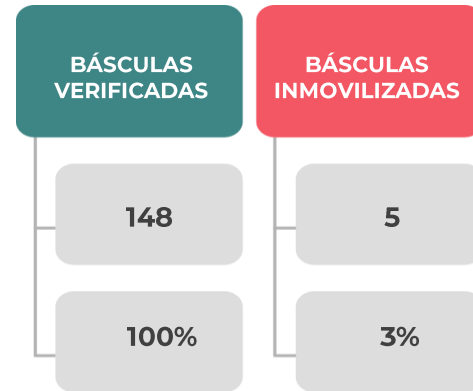 BÁSCULAS
VERIFICADAS
148
100%
BÁSCULAS
INMOVILIZADAS
5
3%